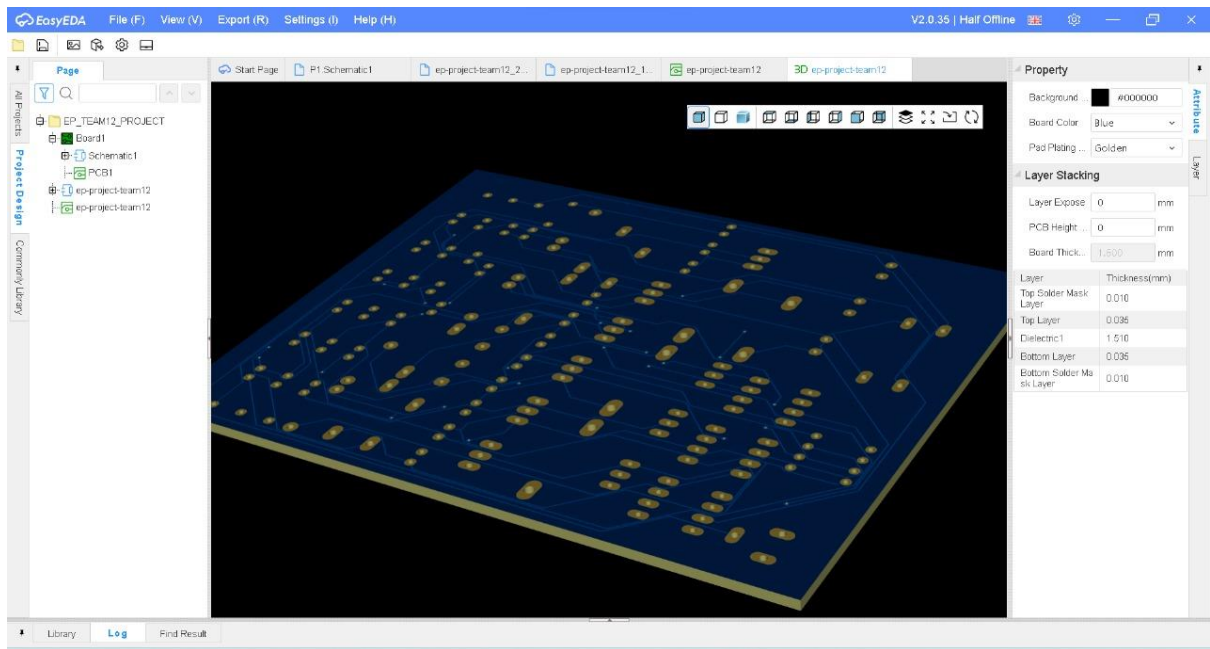 EasyEDA File (F) View (V) Export (R) Settings (I) Help (H) V2.0.35 | Half Offline
Page
Start Page P1.Schematic1 ep-project-team12_2... ep-project-team12_1... ep-project-team12 3D ep-project-team12
All Projects
Project Design
Commonly Library
EP_TEAM12_PROJECT
Board1
Schematic1
PCB1
ep-project-team12
ep-project-team12
Property
Background ... #000000
Board Color Blue
Pad Plating ... Golden
Layer Stacking
Layer Expose 0 mm
PCB Height ... 0 mm
Board Thick... 1.600 mm
Layer Thickness(mm)
Top Solder Mask
Layer 0.010
Top Layer 0.035
Dielectric1 1.510
Bottom Layer 0.035
Bottom Solder Ma
sk Layer 0.010
Attribute
Layer
Library Log Find Result